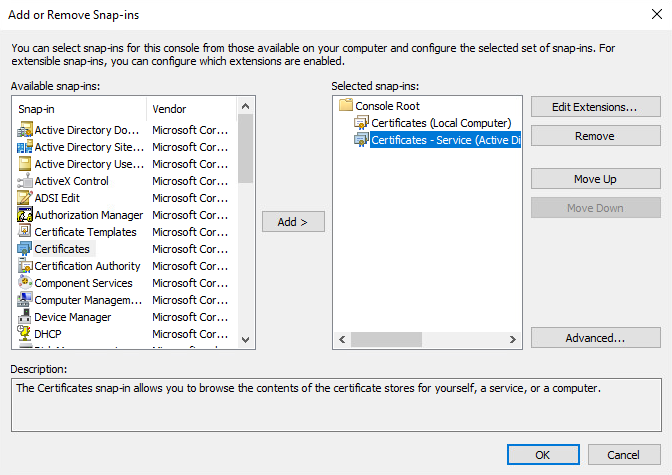 Add or Remove Snap-ins
You can select snap-ins for this console from those available on your computer and configure the selected set of snap-ins. For
extensible snap-ins, you can configure which extensions are enabled.
Available snap-ins:
Snap-in Vendor
Active Directory Do... Microsoft Cor...
Active Directory Site... Microsoft Cor...
Active Directory Use... Microsoft Cor...
ActiveX Control Microsoft Cor...
ADSI Edit Microsoft Cor...
Authorization Manager Microsoft Cor...
Certificate Templates Microsoft Cor...
Certificates Microsoft Cor...
Certification Authority Microsoft Cor...
Component Services Microsoft Cor...
Computer Managem... Microsoft Cor...
Device Manager Microsoft Cor...
DHCP Microsoft Cor...
Add >
Selected snap-ins:
Console Root
Certificates (Local Computer)
Certificates - Service (Active Di
Edit Extensions...
Remove
Move Up
Move Down
Advanced...
Description:
The Certificates snap-in allows you to browse the contents of the certificate stores for yourself, a service, or a computer.
OK Cancel